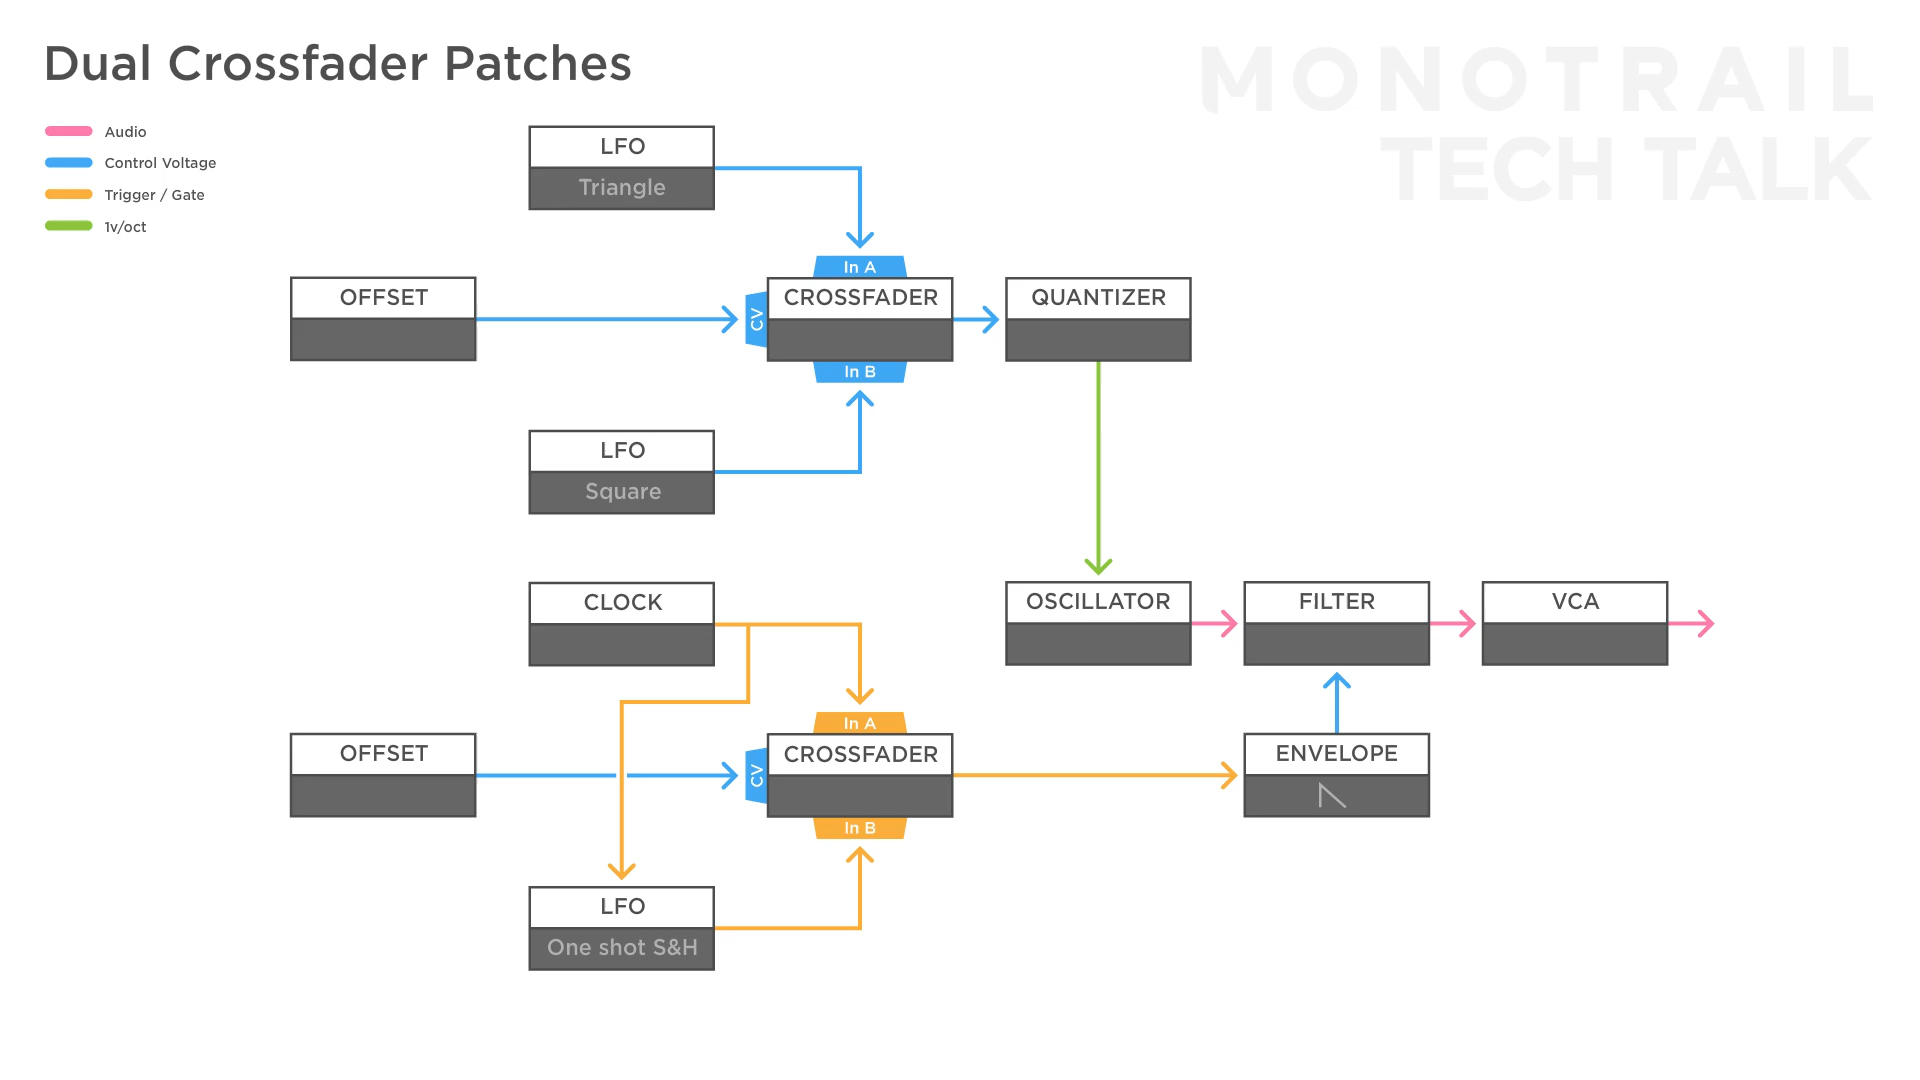 Dual Crossfader Patches
MONOTRAIL
TECH TALK
Audio
Control Voltage
Trigger / Gate
1v/oct
LFO
Triangle
In A
OFFSET
CV
CROSSFADER
QUANTIZER
In B
LFO
Square
CLOCK
OSCILLATOR
FILTER
VCA
In A
OFFSET
CV
CROSSFADER
ENVELOPE
In B
LFO
One shot S&H